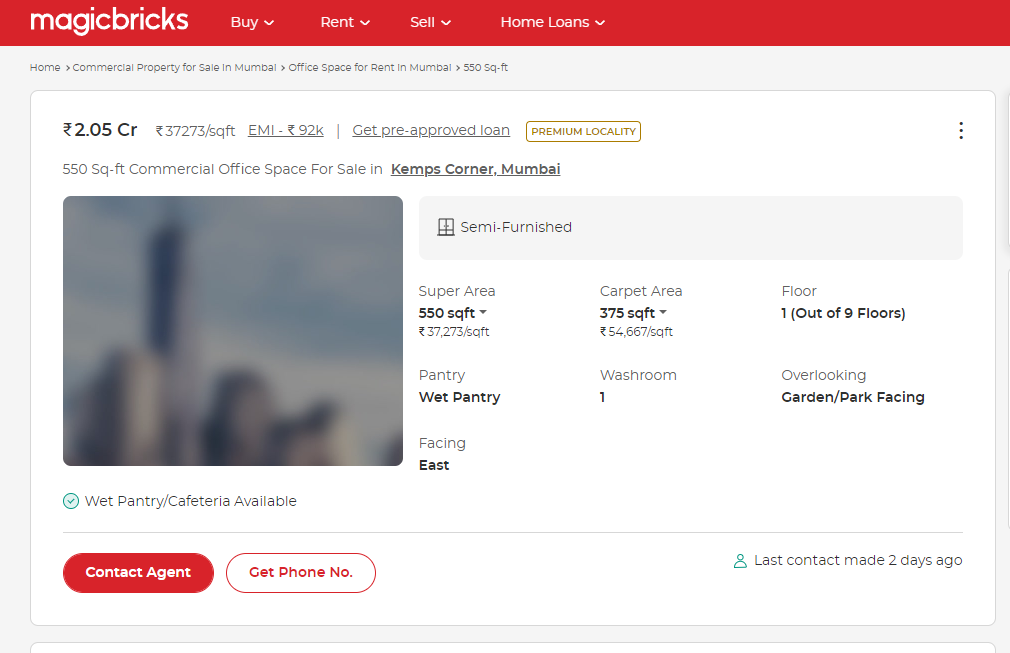 magicbricks Buy Rent Sell Home Loans
Home > Commercial Property for Sale in Mumbai > Office Space for Rent in Mumbai > 550 Sq-ft
₹2.05 Cr ₹37273/sqft EMI - ₹ 92k | Get pre-approved loan PREMIUM LOCALITY
550 Sq-ft Commercial Office Space For Sale in Kemps Corner, Mumbai
Semi-Furnished
Super Area Carpet Area Floor
550 sqft 375 sqft 1 (Out of 9 Floors)
₹37,273/sqft ₹54,667/sqft
Pantry Washroom Overlooking
Wet Pantry 1 Garden/Park Facing
Facing
East
Wet Pantry/Cafeteria Available
Contact Agent Get Phone No. Last contact made 2 days ago